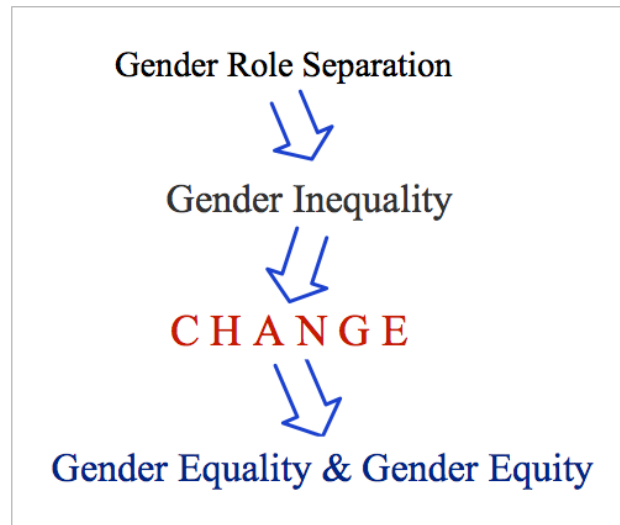 Gender Role Separation
Gender Inequality
C H A N G E
Gender Equality & Gender Equity